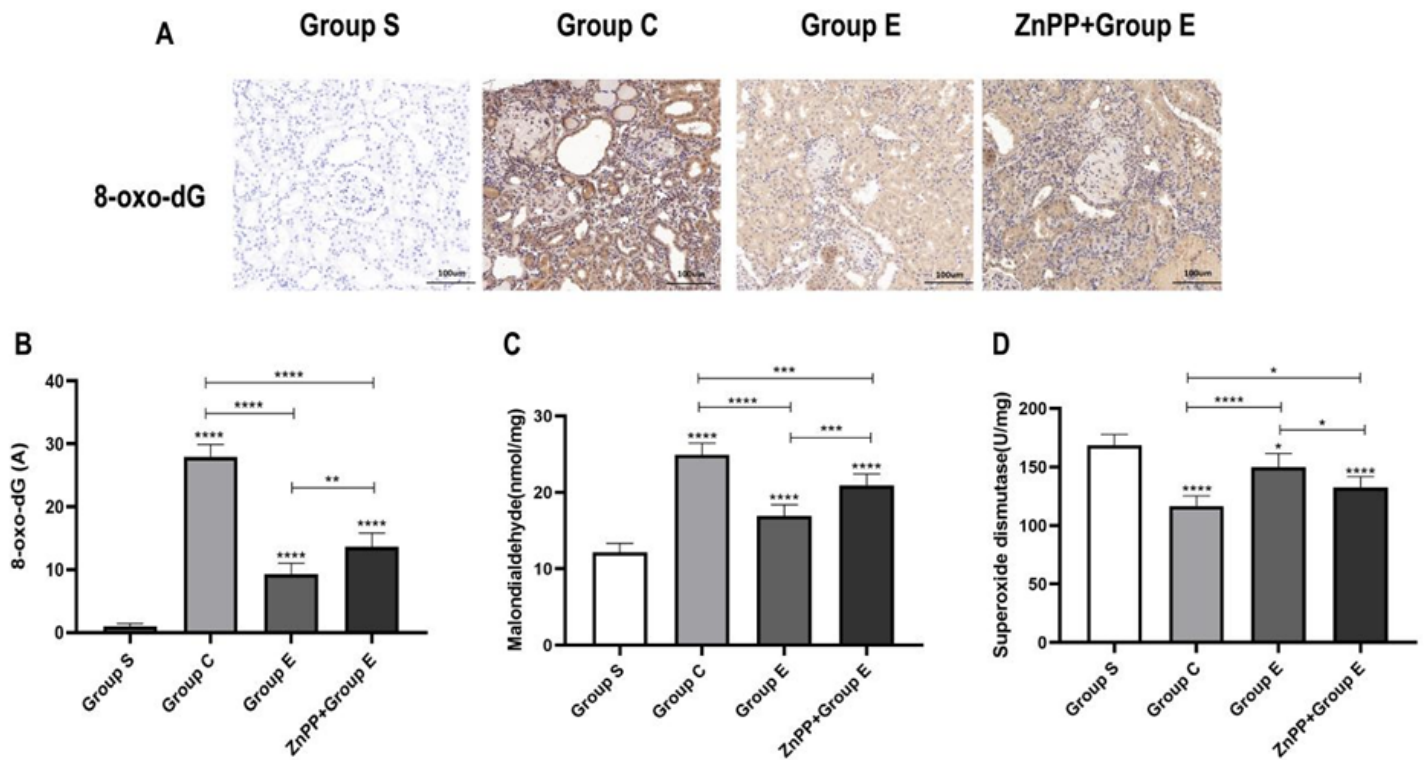 A
Group S
Group C
Group E
ZnPP+Group E
8-oxo-dG
100um
100um
100um
100um
B
8-oxo-dG (A)
40
30
20
10
0
****
****
****
**
****
****
Group S
Group C
Group E
ZnPP+Group E
C
Malondialdehyde(nmol/mg)
30
20
10
0
***
****
***
****
****
****
Group S
Group C
Group E
ZnPP+Group E
D
Superoxide dismutase(U/mg)
200
150
100
50
0
*
****
*
****
*
****
Group S
Group C
Group E
ZnPP+Group E